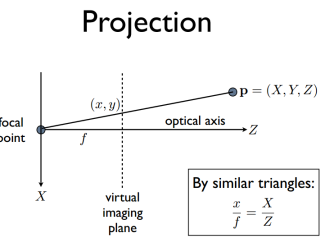 Projection
(x, y)
p = (X, Y, Z)
focal
point
f
optical axis
Z
X
virtual
imaging
plane
By similar triangles:
x/f = X/Z